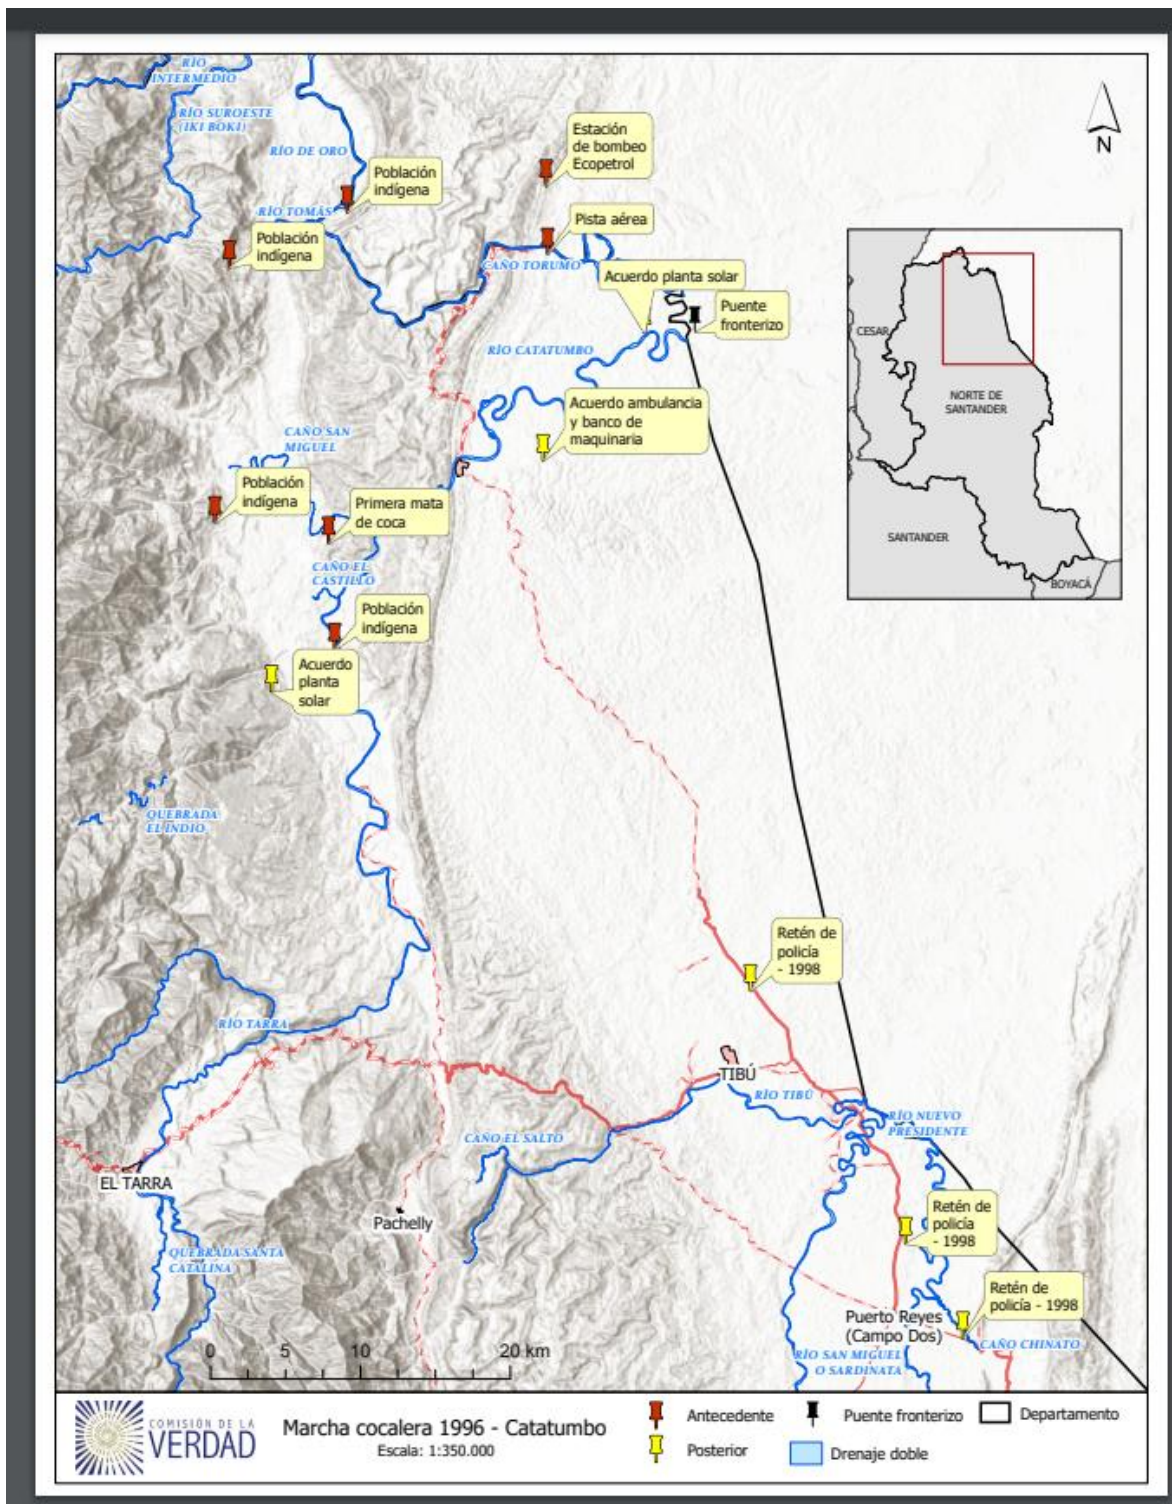 RÍO
INTERMEDIO
RÍO SUROESTE
(IKI BOKI)
RÍO DE ORO
RÍO TOMÁS
Población
indígena
Población
indígena
Estación
de bombeo
Ecopetrol
Pista aérea
CAÑO TORUMO
Acuerdo planta solar
Puente
fronterizo
RÍO CATATUMBO
Acuerdo ambulancia
y banco de
maquinaria
N
CESAR
NORTE DE
SANTANDER
SANTANDER
BOYACÁ
CAÑO SAN
MIGUEL
Población
indígena
Primera mata
de coca
CAÑO EL
CASTILLO
Población
indígena
Acuerdo
planta
solar
QUEBRADA
EL INDIO
Retén de
policía
- 1998
RÍO TARRA
TIBÚ
RÍO TIBÚ
RÍO NUEVO
PRESIDENTE
CAÑO EL SALTO
EL TARRA
Pachelly
QUEBRADA SANTA
CATALINA
Retén de
policía
- 1998
Retén de
policía - 1998
Puerto Reyes
(Campo Dos)
CAÑO CHINATO
RÍO SAN MIGUEL
O SARDINATA
0 5 10 20 km
COMISIÓN DE LA
VERDAD
Marcha cocalera 1996 - Catatumbo
Escala: 1:350.000
Antecedente
Posterior
Puente fronterizo
Drenaje doble
Departamento